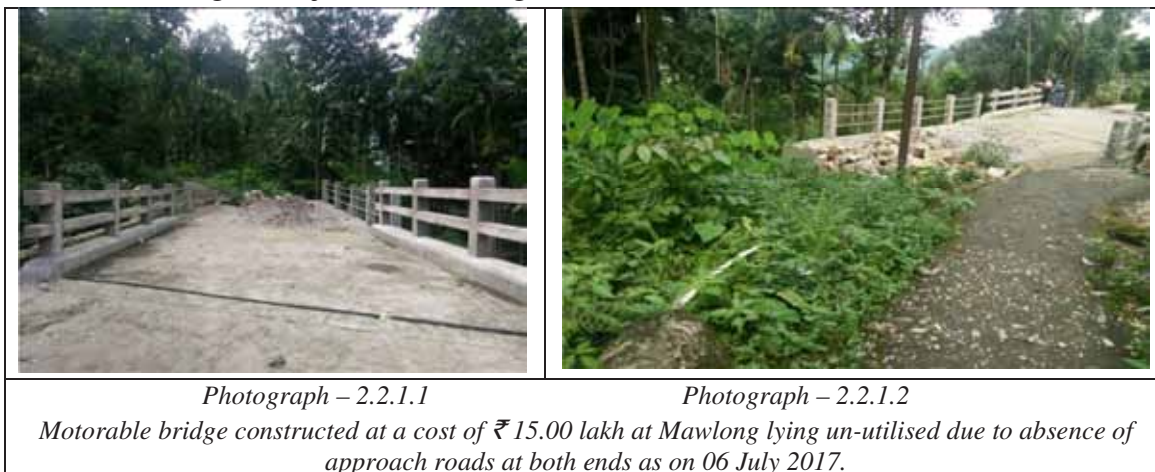 Photograph – 2.2.1.1 Photograph – 2.2.1.2
Motorable bridge constructed at a cost of ₹ 15.00 lakh at Mawlong lying un-utilised due to absence of
approach roads at both ends as on 06 July 2017.